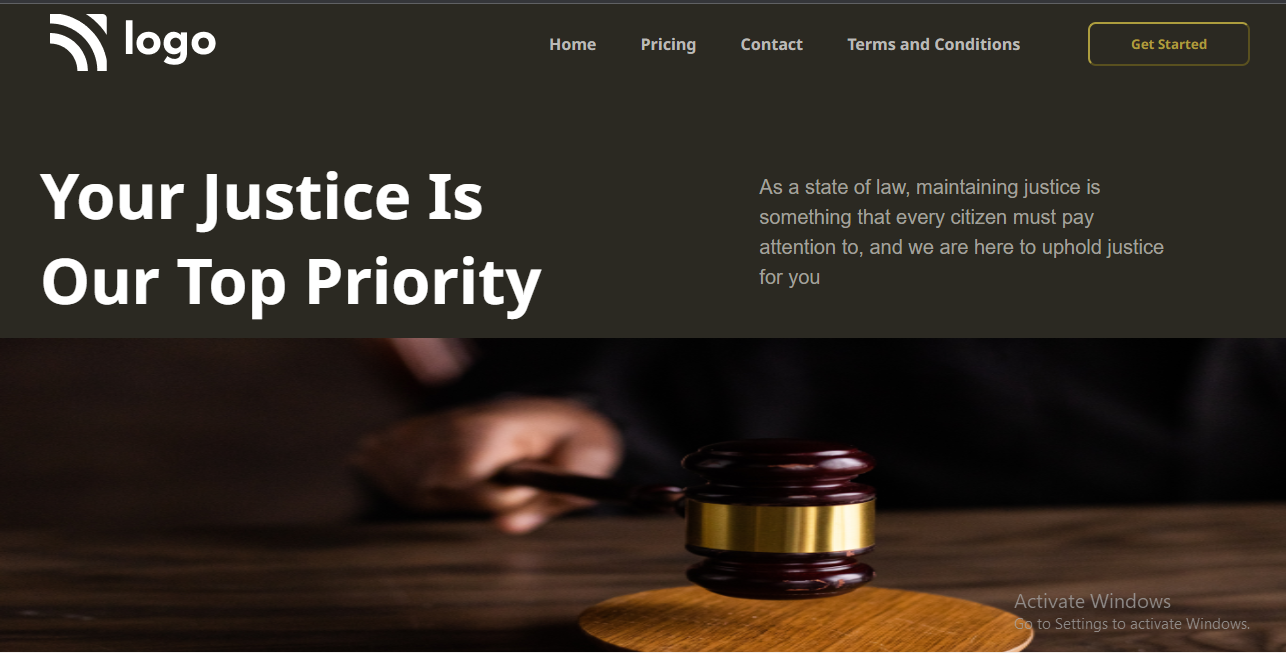 logo
Home
Pricing
Contact
Terms and Conditions
Get Started
Your Justice Is
Our Top Priority
As a state of law, maintaining justice is
something that every citizen must pay
attention to, and we are here to uphold justice
for you
Activate Windows
Go to Settings to activate Windows.